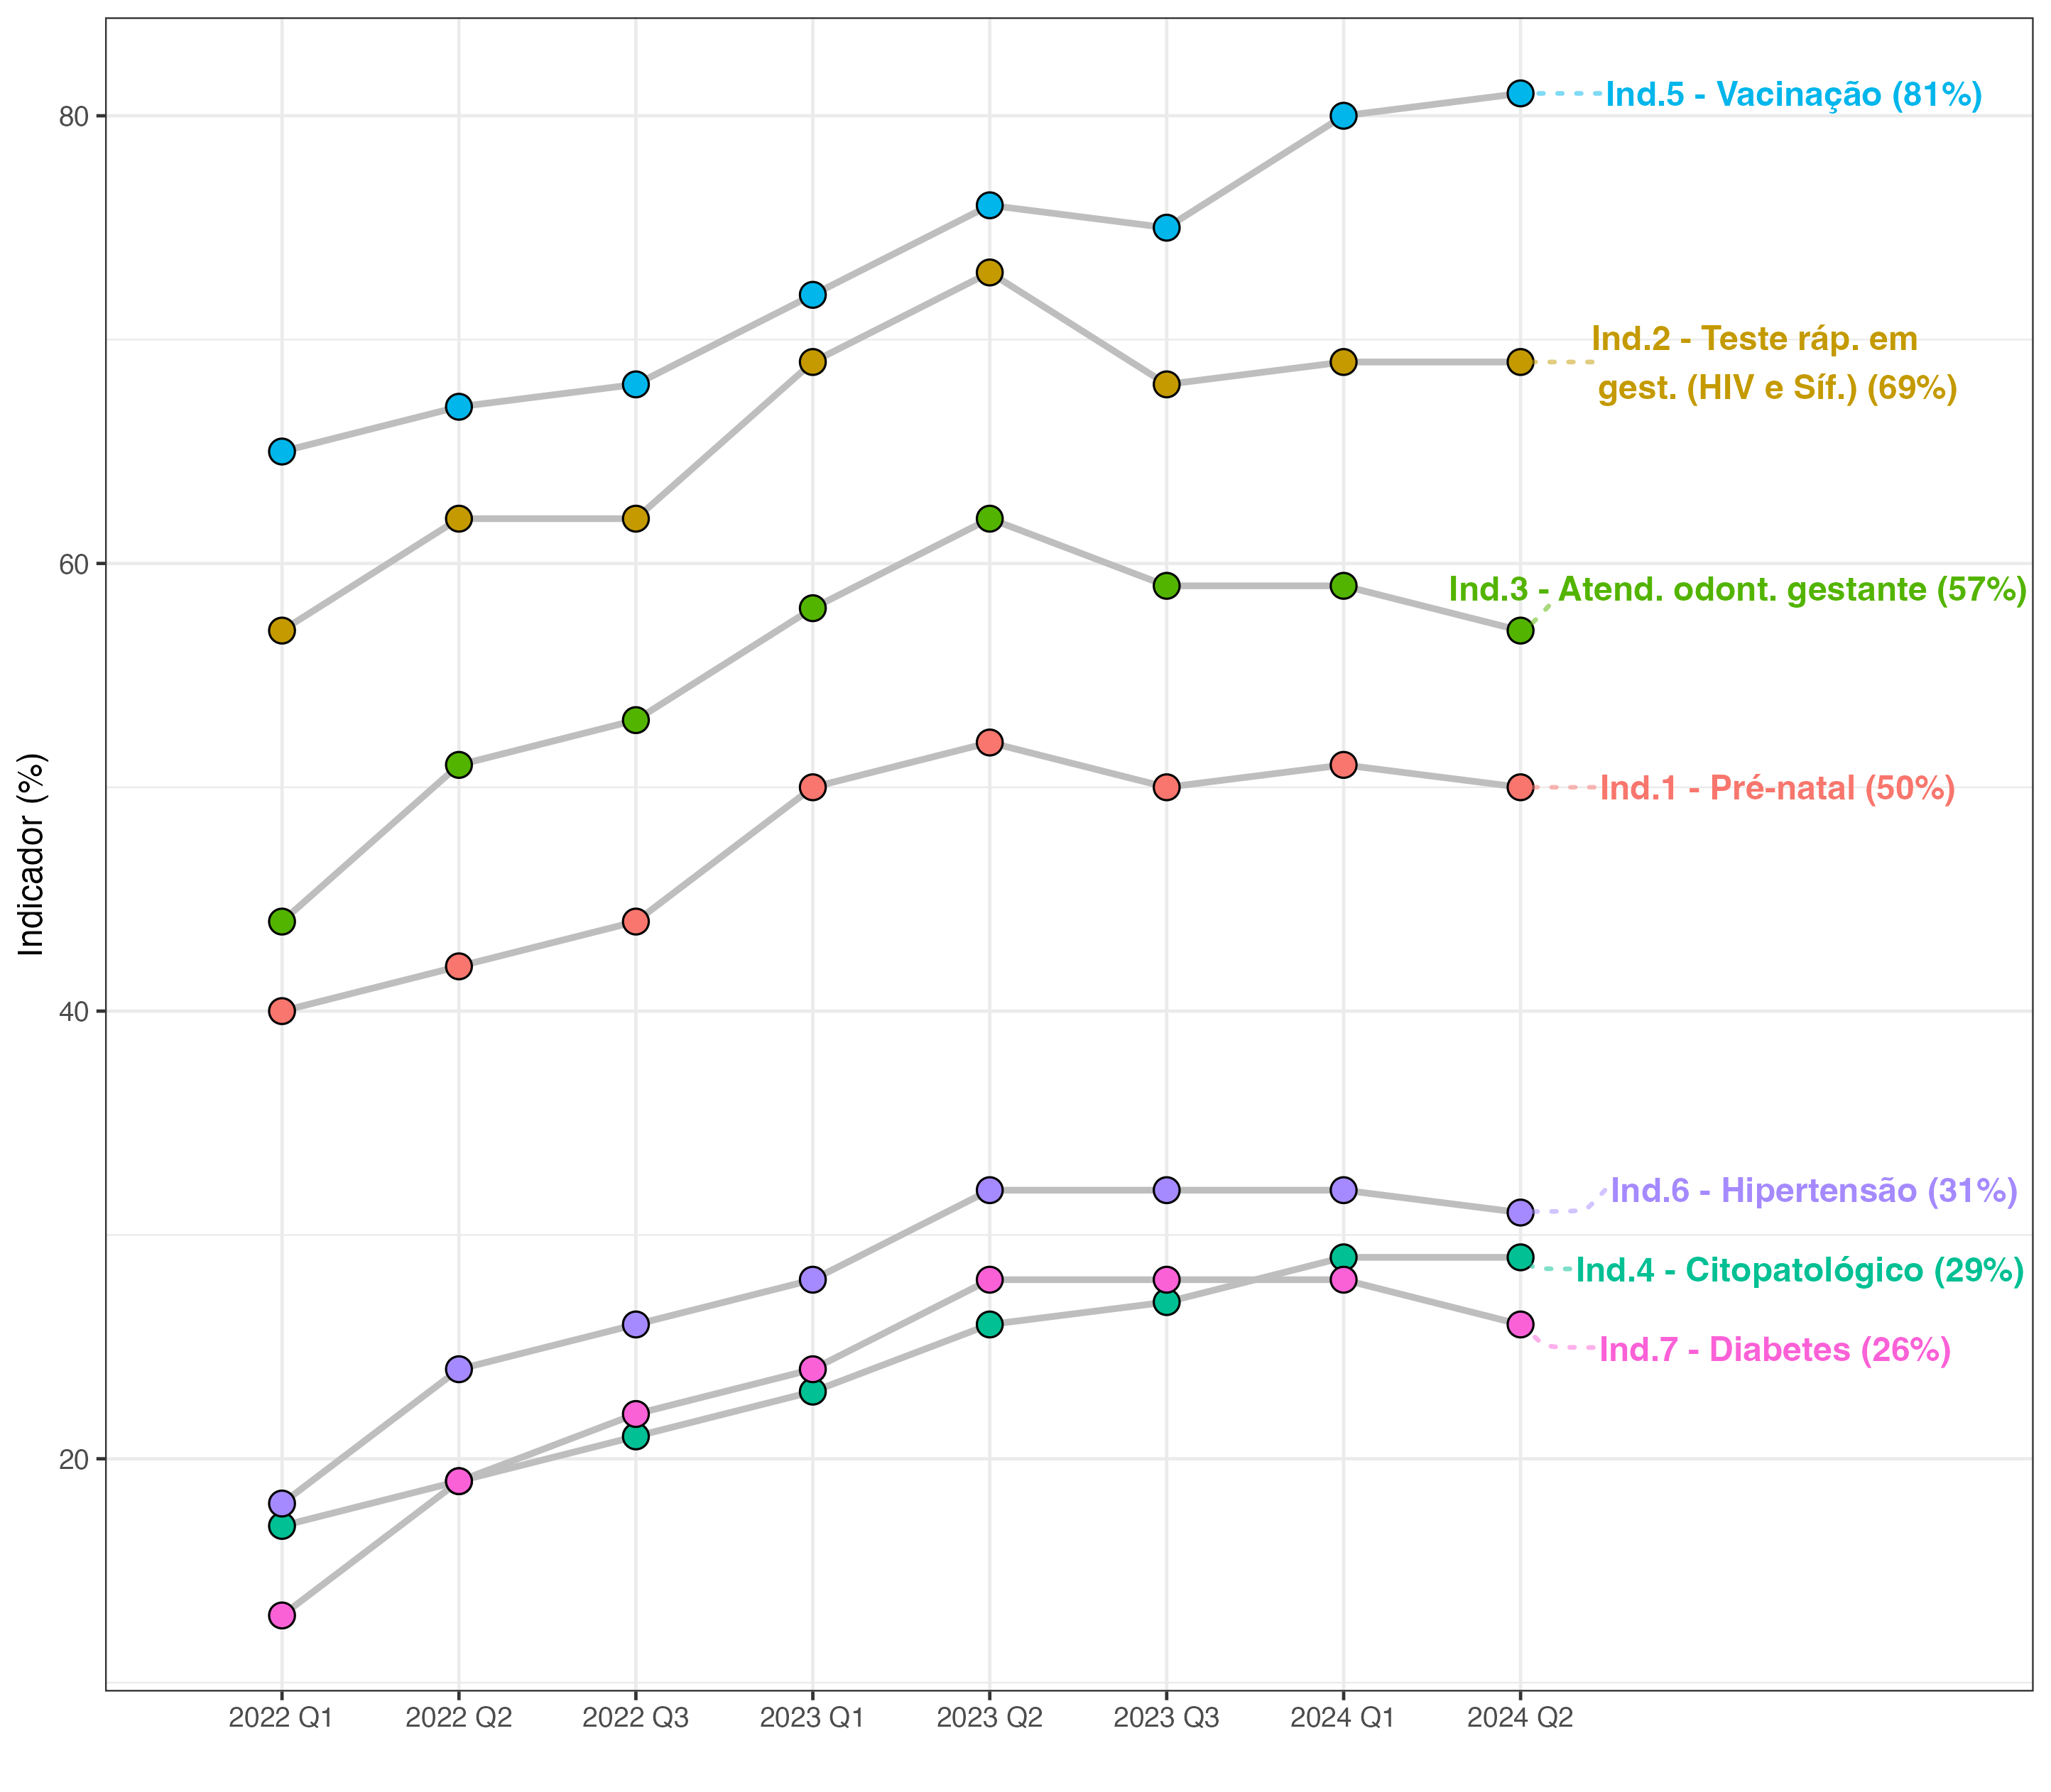 Indicador (%)
80
60
40
20
Ind.5 - Vacinação (81%)
Ind.2 - Teste ráp. em
gest. (HIV e Síf.) (69%)
Ind.3 - Atend. odont. gestante (57%)
Ind.1 - Pré-natal (50%)
Ind.6 - Hipertensão (31%)
Ind.4 - Citopatológico (29%)
Ind.7 - Diabetes (26%)
2022 Q1
2022 Q2
2022 Q3
2023 Q1
2023 Q2
2023 Q3
2024 Q1
2024 Q2